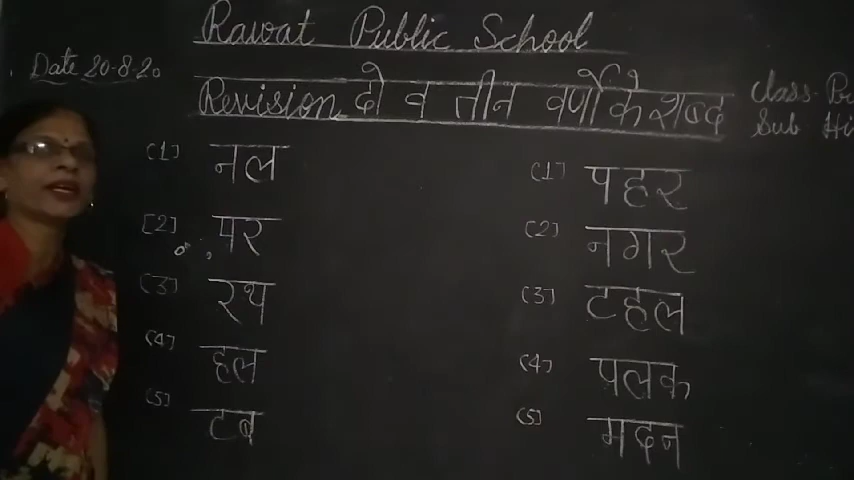 Rawat Public School
Date 20-8-20
Revision दो व तीन वर्णो के शब्द
Class-
Sub
(1) नल
[2] पर
(3) रथ
(4) हल
(5) टब
(1) पहर
(2) नगर
(3) टहल
(4) पलक
(5) मदन